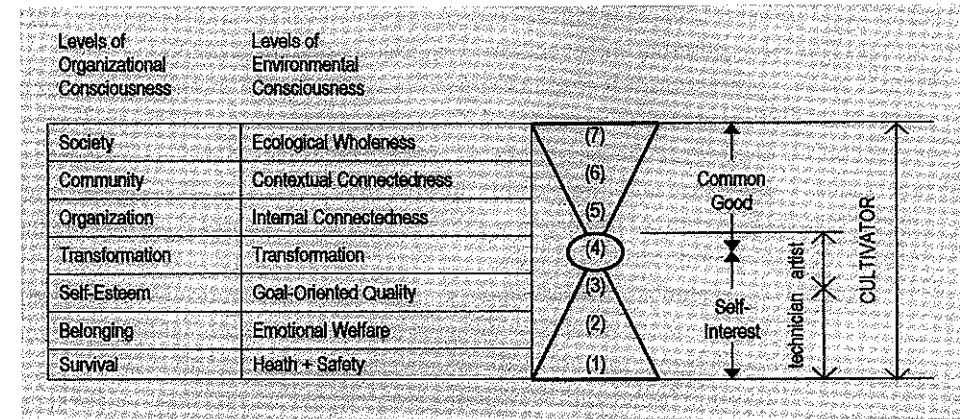 Levels of Organizational Consciousness
Levels of Environmental Consciousness
Society Ecological Wholeness (7)
Community Contextual Connectedness (6)
Organization Internal Connectedness (5)
Transformation Transformation (4)
Self-Esteem Goal-Oriented Quality (3)
Belonging Emotional Welfare (2)
Survival Heath + Safety (1)
Common
Good
Self-
Interest
technician artist
CULTIVATOR